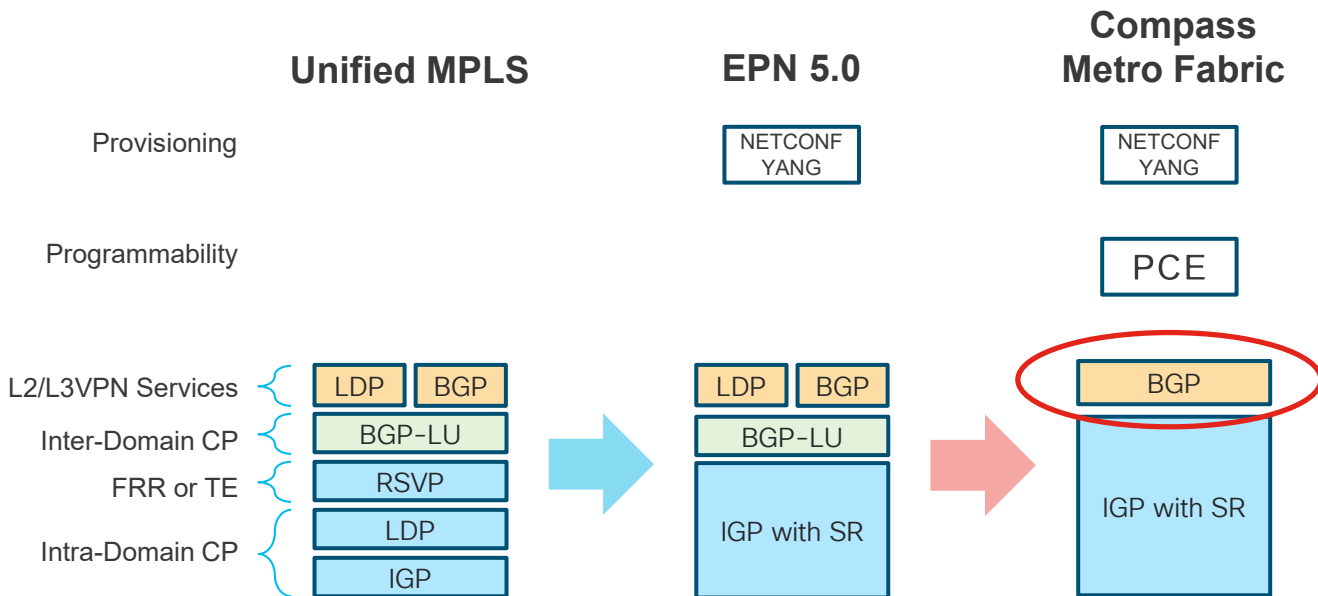 Unified MPLS
EPN 5.0
Compass
Metro Fabric
Provisioning
NETCONF
YANG
NETCONF
YANG
Programmability
PCE
L2/L3VPN Services
LDP
BGP
LDP
BGP
BGP
Inter-Domain CP
BGP-LU
BGP-LU
FRR or TE
RSVP
Intra-Domain CP
LDP
IGP
IGP with SR
IGP with SR